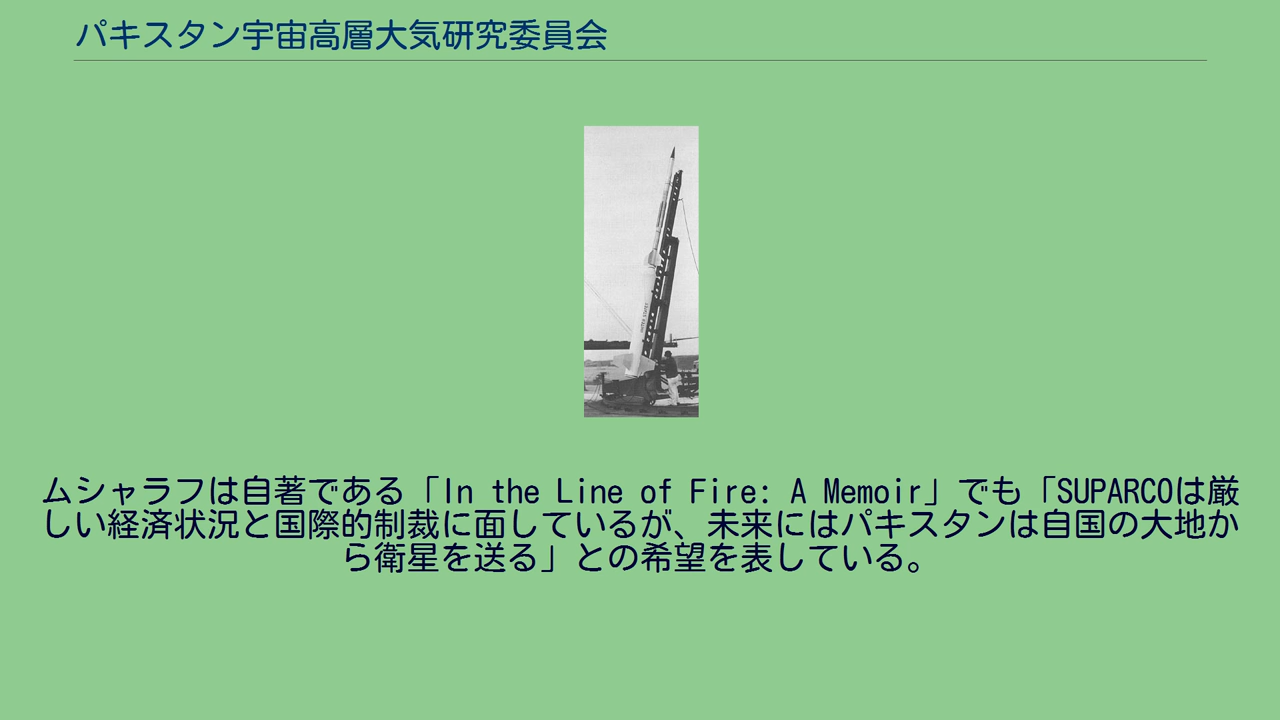 パキスタン宇宙高層大気研究委員会
ムシャラフは自著である「In the Line of Fire: A Memoir」でも「SUPARCOは厳
しい経済状況と国際的制裁に面しているが、未来にはパキスタンは自国の大地か
ら衛星を送る」との希望を表している。